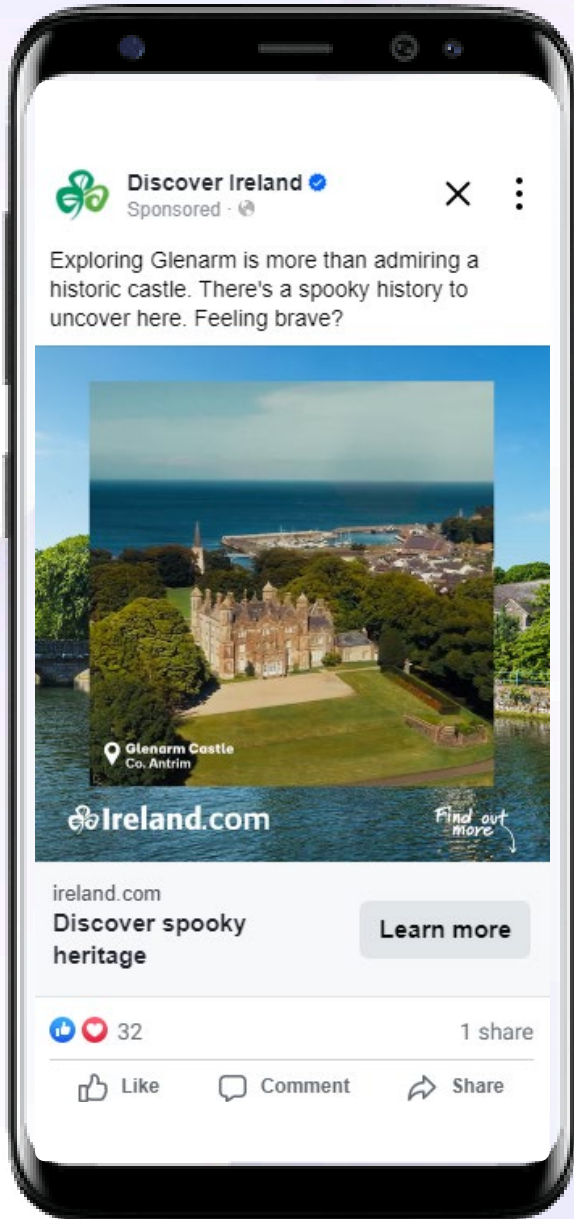 Discover Ireland
Sponsored ·
Exploring Glenarm is more than admiring a
historic castle. There's a spooky history to
uncover here. Feeling brave?
Glenarm Castle
Co. Antrim
Ireland.com
Find out
more
ireland.com
Discover spooky
heritage
Learn more
32
1 share
Like
Comment
Share